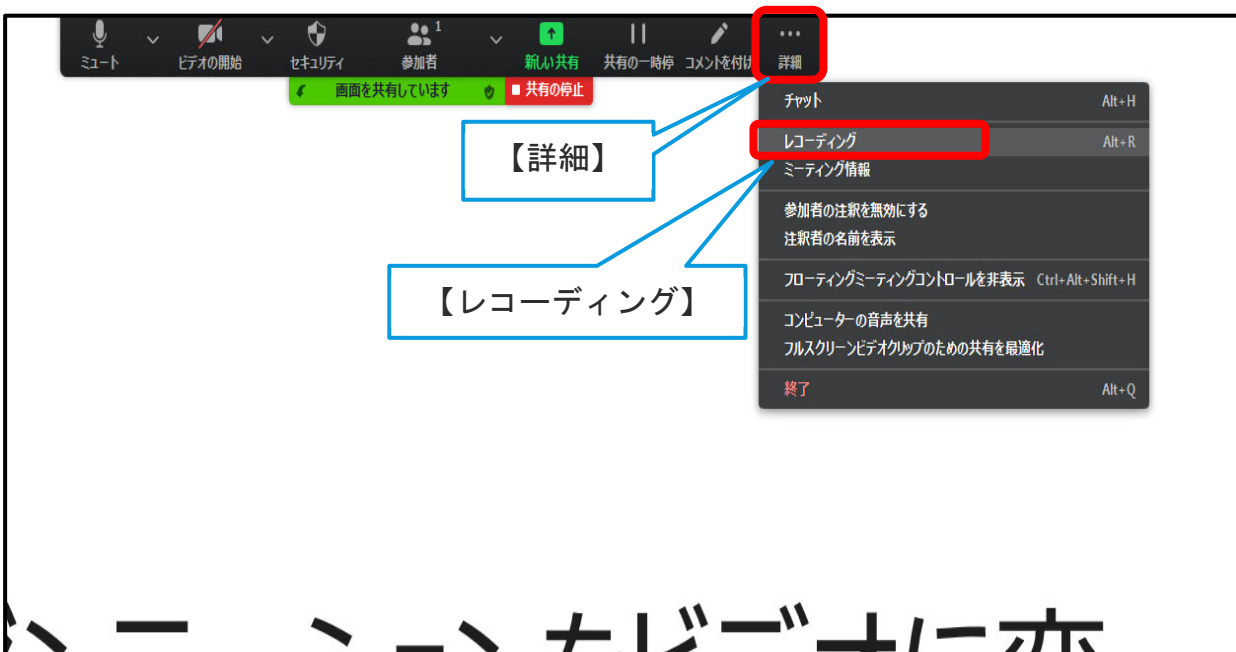 1
ミュート ビデオの開始 セキュリティ 参加者 新しい共有 共有の一時停 コメントを付け 詳細
画面を共有しています 共有の停止
チャット Alt+H
レコーディング Alt+R
【詳細】
ミーティング情報
参加者の注釈を無効にする
注釈者の名前を表示
フローティングミーティングコントロールを非表示 Ctrl+Alt+Shift+H
【レコーディング】
コンピューターの音声を共有
フルスクリーンビデオクリップのための共有を最適化
終了 Alt+Q
ションをビデオに変